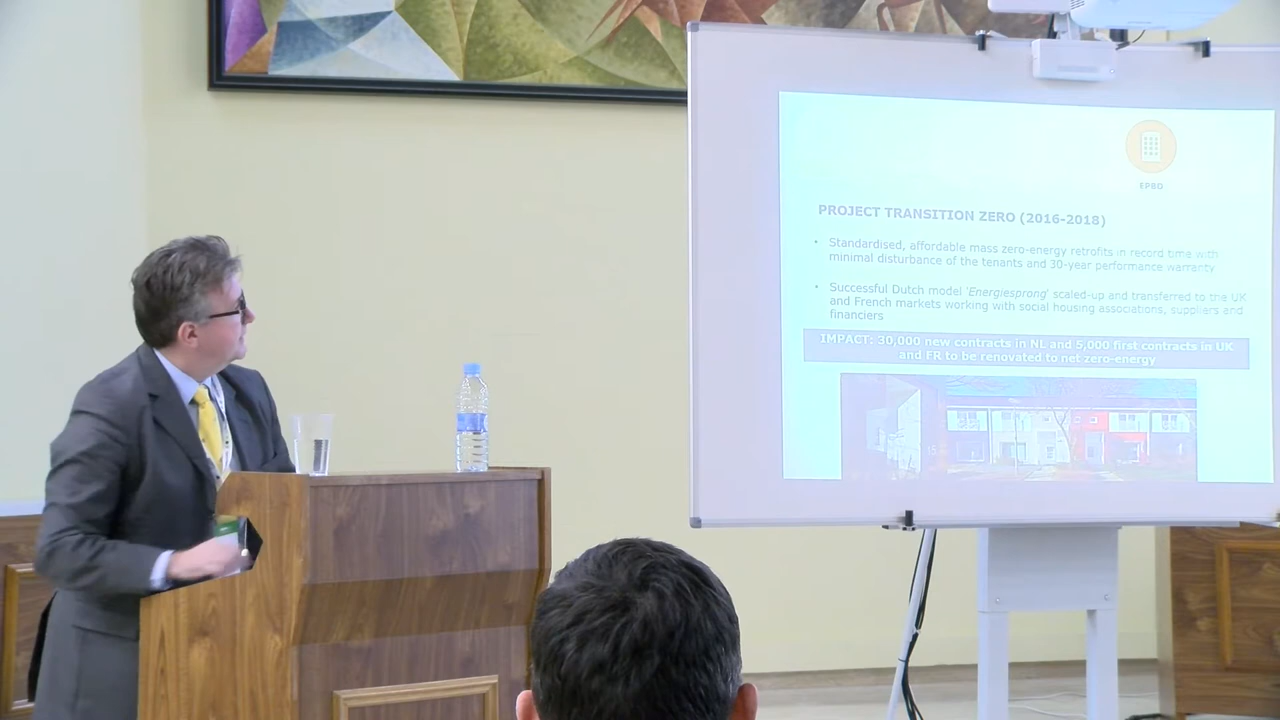 EPBD
PROJECT TRANSITION ZERO (2016-2018)
• Standardised, affordable mass zero-energy retrofits in record time with
minimal disturbance of the tenants and 30-year performance warranty
• Successful Dutch model 'Energiesprong' scaled-up and transferred to the UK
and French markets working with social housing associations, suppliers and
financiers
IMPACT: 30,000 new contracts in NL and 5,000 first contracts in UK
and FR to be renovated to net zero-energy